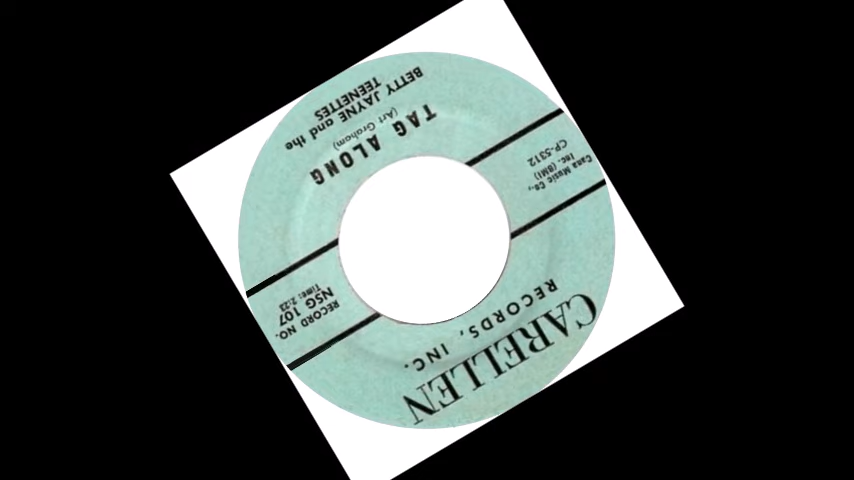 CARELLEN
RECORDS, INC.
Cana Music Co.,
Inc. (BMI)
CP-5312
RECORD NO.
NSG 107
Time: 2:23
TAG ALONG
(Art Graham)
BETTY JAYNE and the
TEENETTES